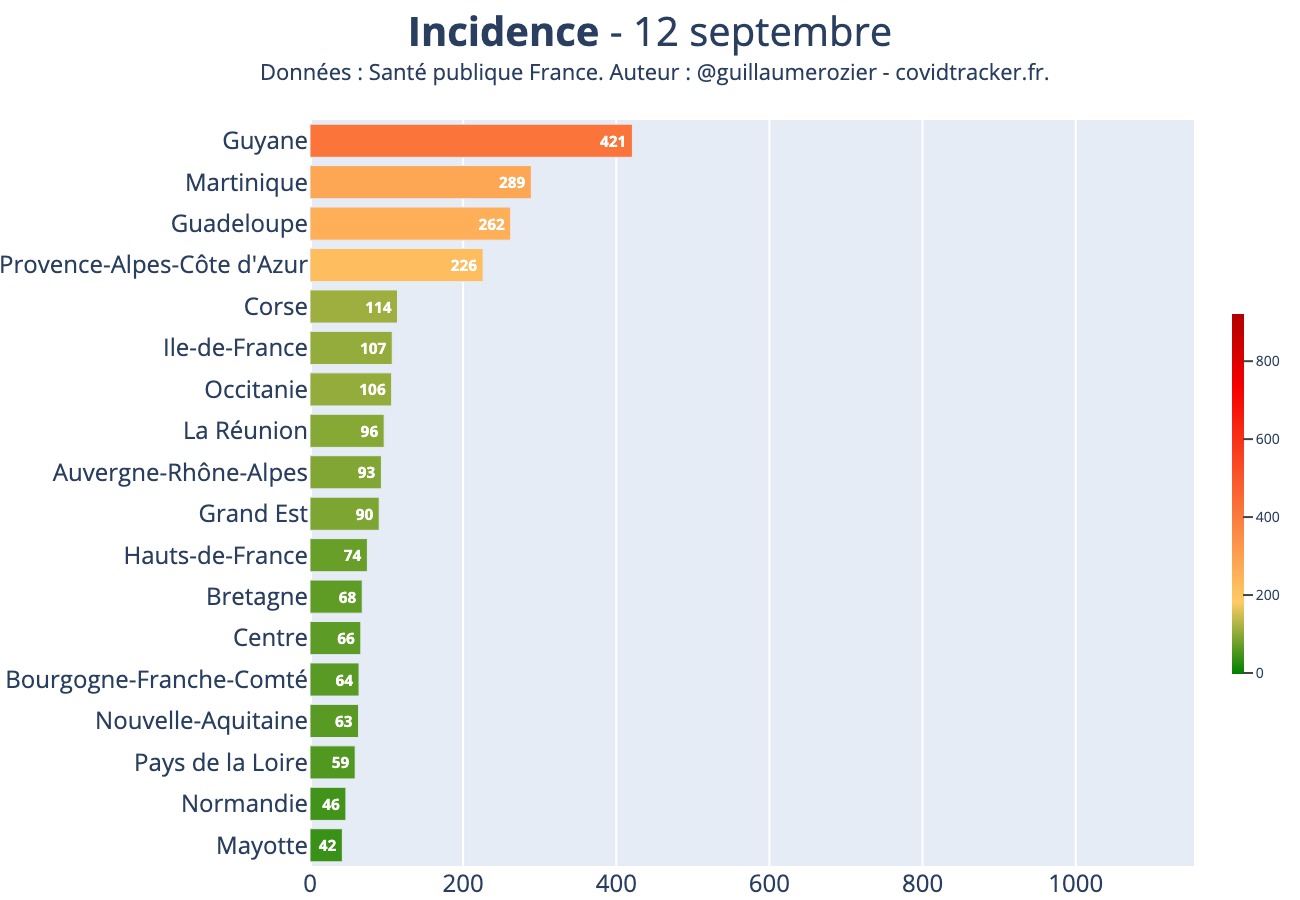 Incidence - 12 septembre
Données : Santé publique France. Auteur : @guillaumerozier - covidtracker.fr.
Guyane 421
Martinique 289
Guadeloupe 262
Provence-Alpes-Côte d'Azur 226
Corse 114
Ile-de-France 107
Occitanie 106
La Réunion 96
Auvergne-Rhône-Alpes 93
Grand Est 90
Hauts-de-France 74
Bretagne 68
Centre 66
Bourgogne-Franche-Comté 64
Nouvelle-Aquitaine 63
Pays de la Loire 59
Normandie 46
Mayotte 42
0 200 400 600 800 1000
800
600
400
200
0